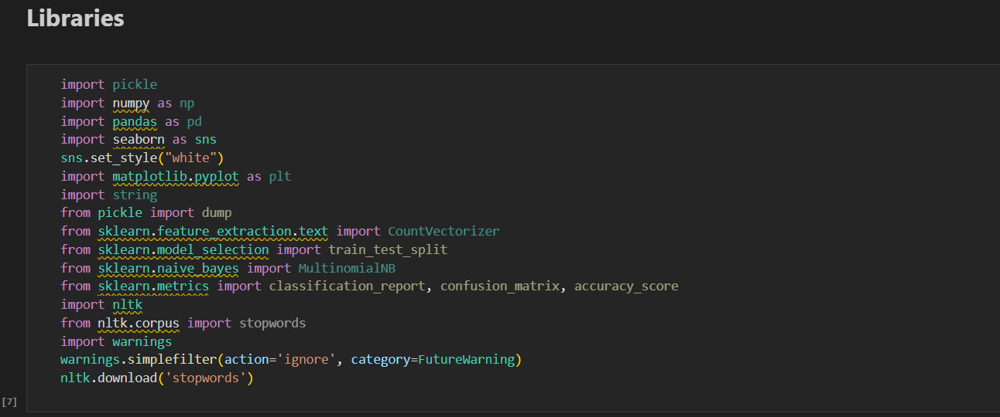 Libraries
import pickle
import numpy as np
import pandas as pd
import seaborn as sns
sns.set_style("white")
import matplotlib.pyplot as plt
import string
from pickle import dump
from sklearn.feature_extraction.text import CountVectorizer
from sklearn.model_selection import train_test_split
from sklearn.naive_bayes import MultinomialNB
from sklearn.metrics import classification_report, confusion_matrix, accuracy_score
import nltk
from nltk.corpus import stopwords
import warnings
warnings.simplefilter(action='ignore', category=FutureWarning)
nltk.download('stopwords')
[7]